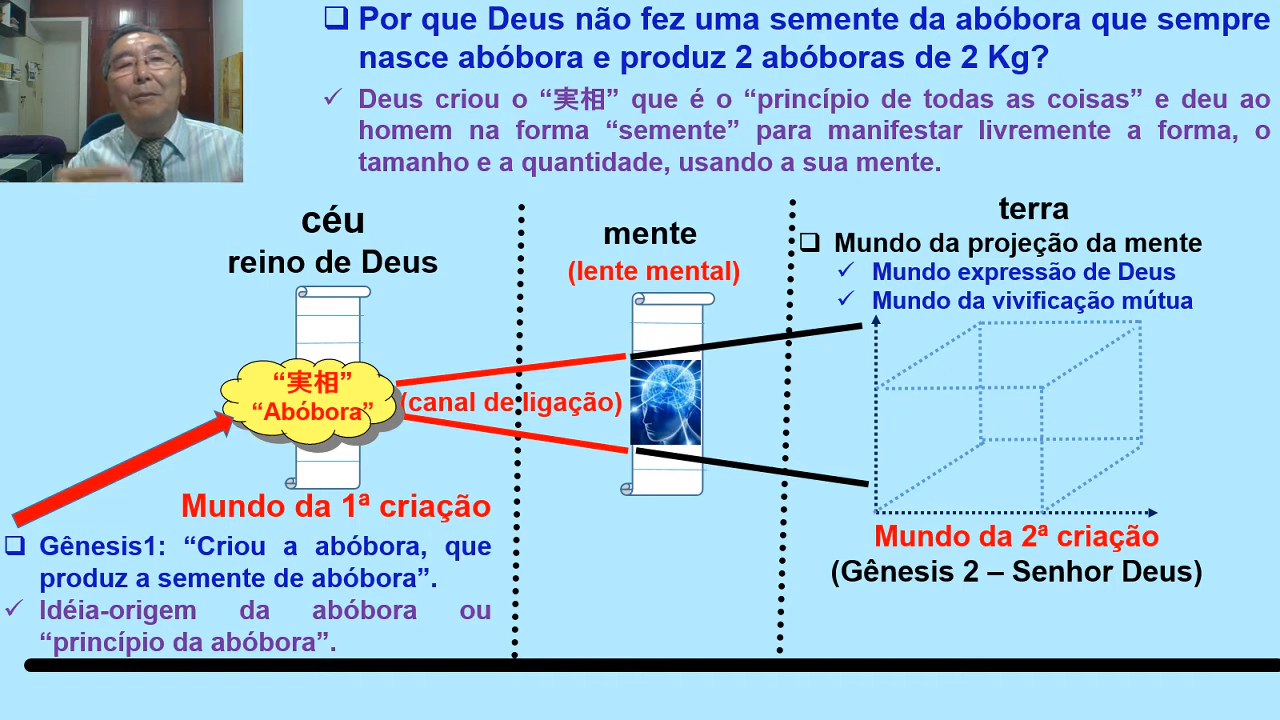 Por que Deus não fez uma semente da abóbora que sempre
nasce abóbora e produz 2 abóboras de 2 Kg?
Deus criou o “実相” que é o “princípio de todas as coisas” e deu ao
homem na forma “semente” para manifestar livremente a forma, o
tamanho e a quantidade, usando a sua mente.
céu
reino de Deus
“実相”
“Abóbora”
(canal de ligação)
Mundo da 1ª criação
Gênesis1: “Criou a abóbora, que
produz a semente de abóbora”.
Idéia-origem da abóbora ou
“princípio da abóbora”.
mente
(lente mental)
terra
Mundo da projeção da mente
Mundo expressão de Deus
Mundo da vivificação mútua
Mundo da 2ª criação
(Gênesis 2 – Senhor Deus)